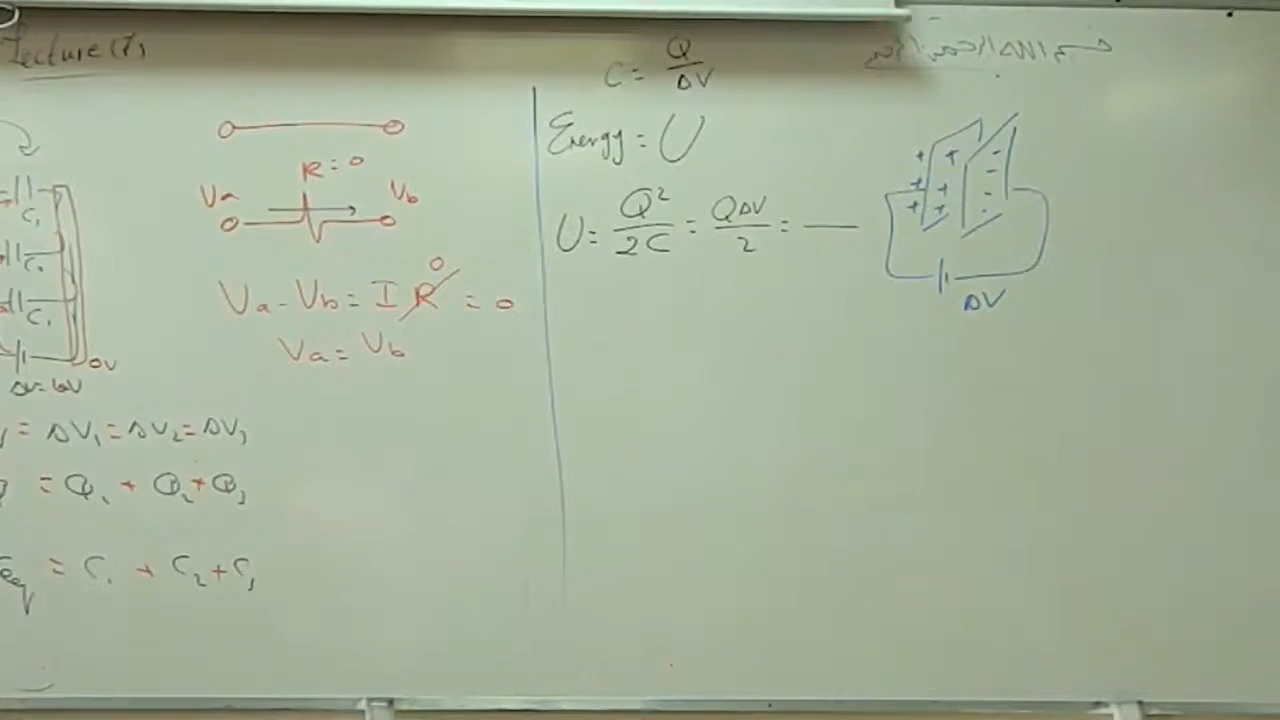 Lecture (7)
C₁
C₁
C₁
0V
ΔV=6V
= ΔV₁ = ΔV₂ = ΔV₃
= Q₁ + Q₂ + Q₃
eq = C₁ + C₂ + C₃
R = 0
Va Vb
Va - Vb = I R = 0
0
Va = Vb
C = Q/ΔV
Energy = U
U = Q²/2C = QΔV/2 = —
+ + + + + +
- - - -
ΔV